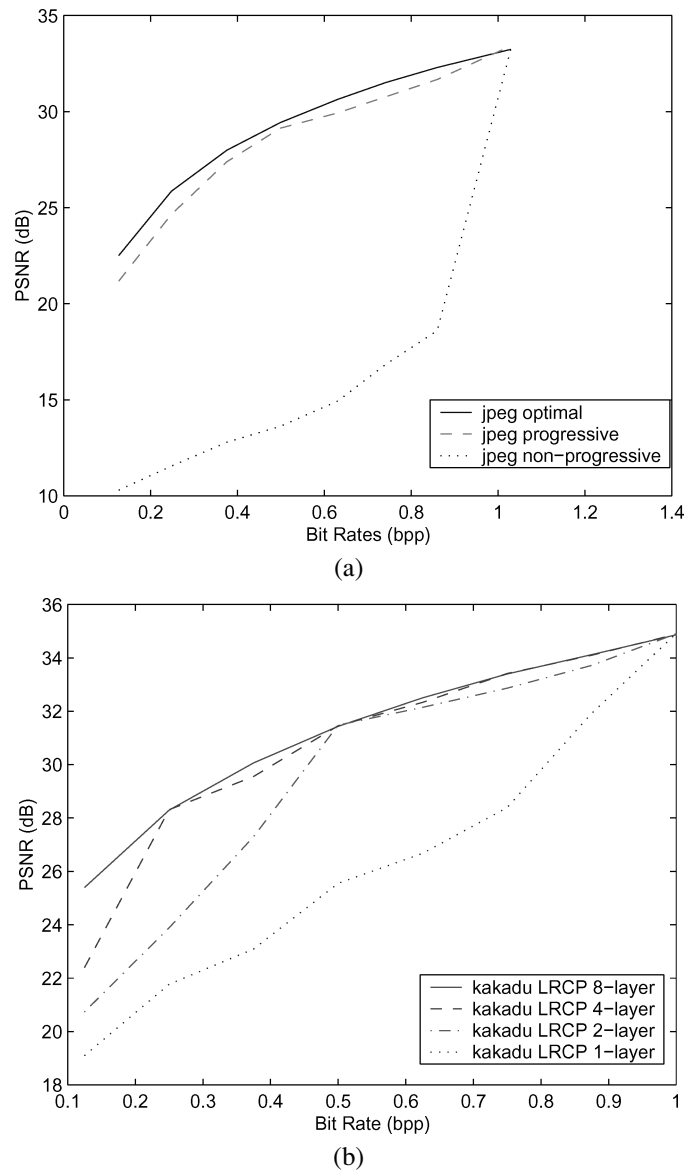 35
30
25
20
15
10
PSNR (dB)
jpeg optimal
jpeg progressive
jpeg non−progressive
0 0.2 0.4 0.6 0.8 1 1.2 1.4
Bit Rates (bpp)
(a)
36
34
32
30
28
26
24
22
20
18
PSNR (dB)
kakadu LRCP 8−layer
kakadu LRCP 4−layer
kakadu LRCP 2−layer
kakadu LRCP 1−layer
0.1 0.2 0.3 0.4 0.5 0.6 0.7 0.8 0.9 1
Bit Rate (bpp)
(b)